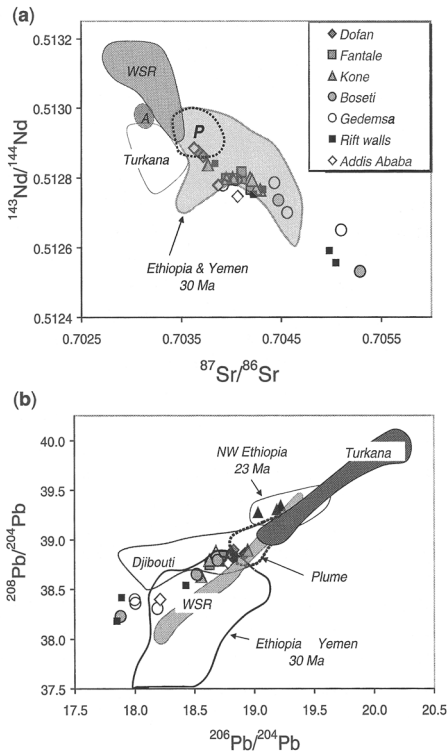 (a)
0.5132
0.5130
0.5128
0.5126
0.5124
143Nd/144Nd
WSR
A
P
Turkana
Ethiopia & Yemen
30 Ma
Dofan
Fantale
Kone
Boseti
Gedemsa
Rift walls
Addis Ababa
0.7025 0.7035 0.7045 0.7055
87Sr/86Sr
(b)
40.0
39.5
39.0
38.5
38.0
37.5
208Pb/204Pb
NW Ethiopia
23 Ma
Turkana
Djibouti
WSR
Plume
Ethiopia Yemen
30 Ma
17.5 18.0 18.5 19.0 19.5 20.0 20.5
206Pb/204Pb